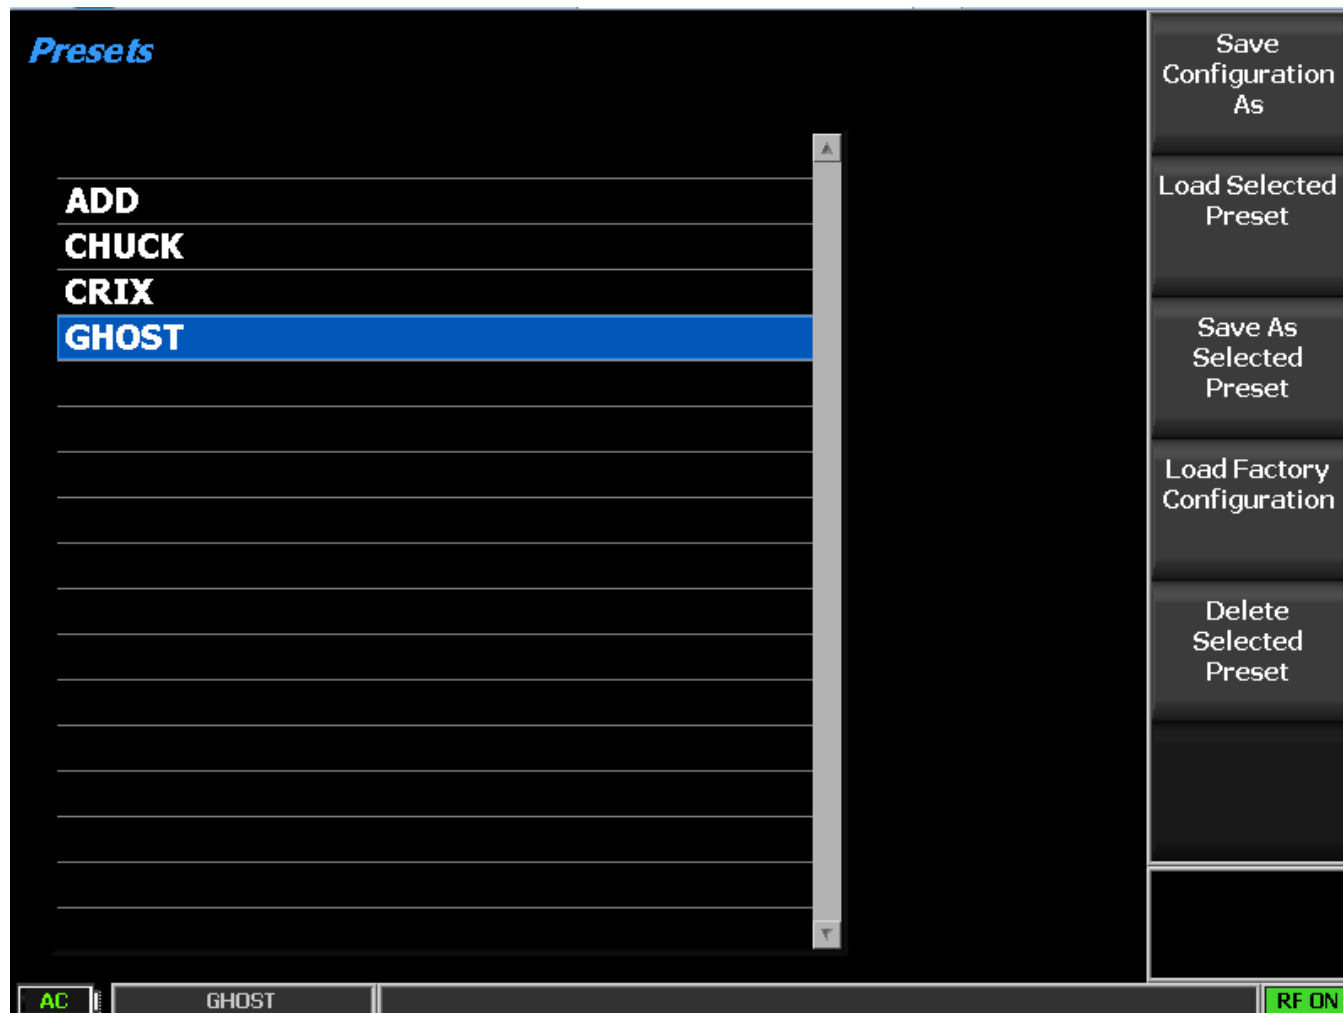 Presets
ADD
CHUCK
CRIX
GHOST
Save
Configuration
As
Load Selected
Preset
Save As
Selected
Preset
Load Factory
Configuration
Delete
Selected
Preset
AC
GHOST
RF ON